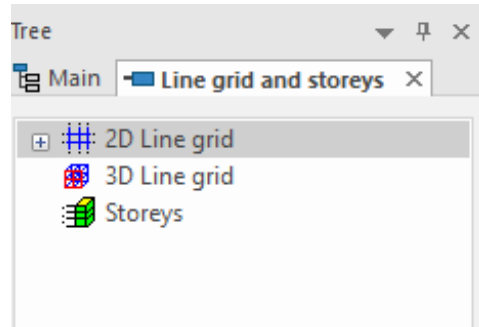 Tree
Main Line grid and storeys
2D Line grid
3D Line grid
Storeys